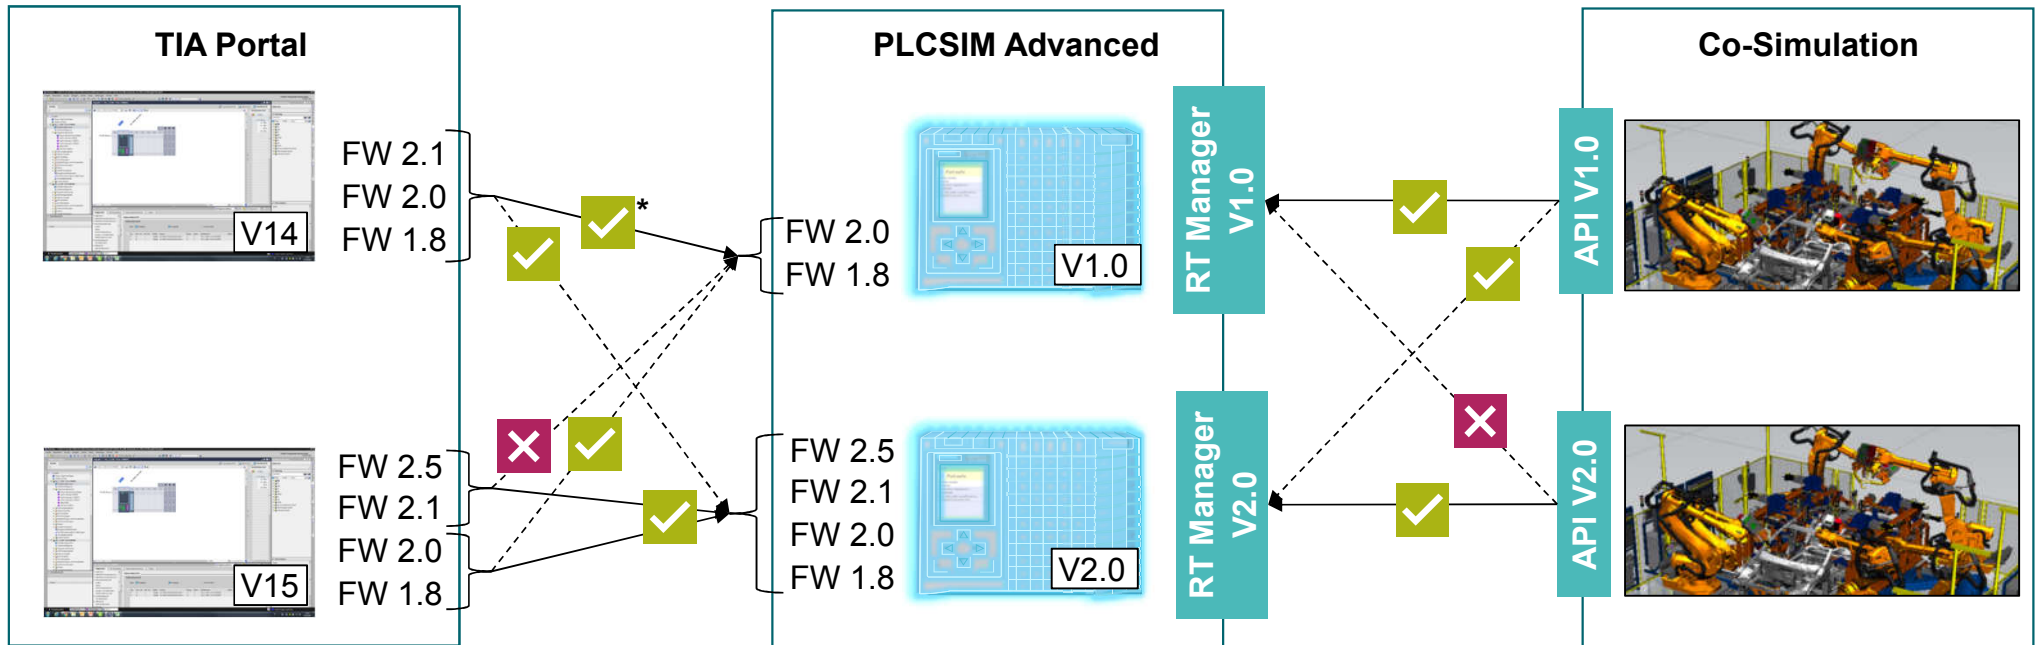 TIA Portal
FW 2.1
FW 2.0
FW 1.8
V14
FW 2.5
FW 2.1
FW 2.0
FW 1.8
V15
*
PLCSIM Advanced
FW 2.0
FW 1.8
V1.0
RT Manager
V1.0
FW 2.5
FW 2.1
FW 2.0
FW 1.8
V2.0
RT Manager
V2.0
Co-Simulation
API V1.0
API V2.0